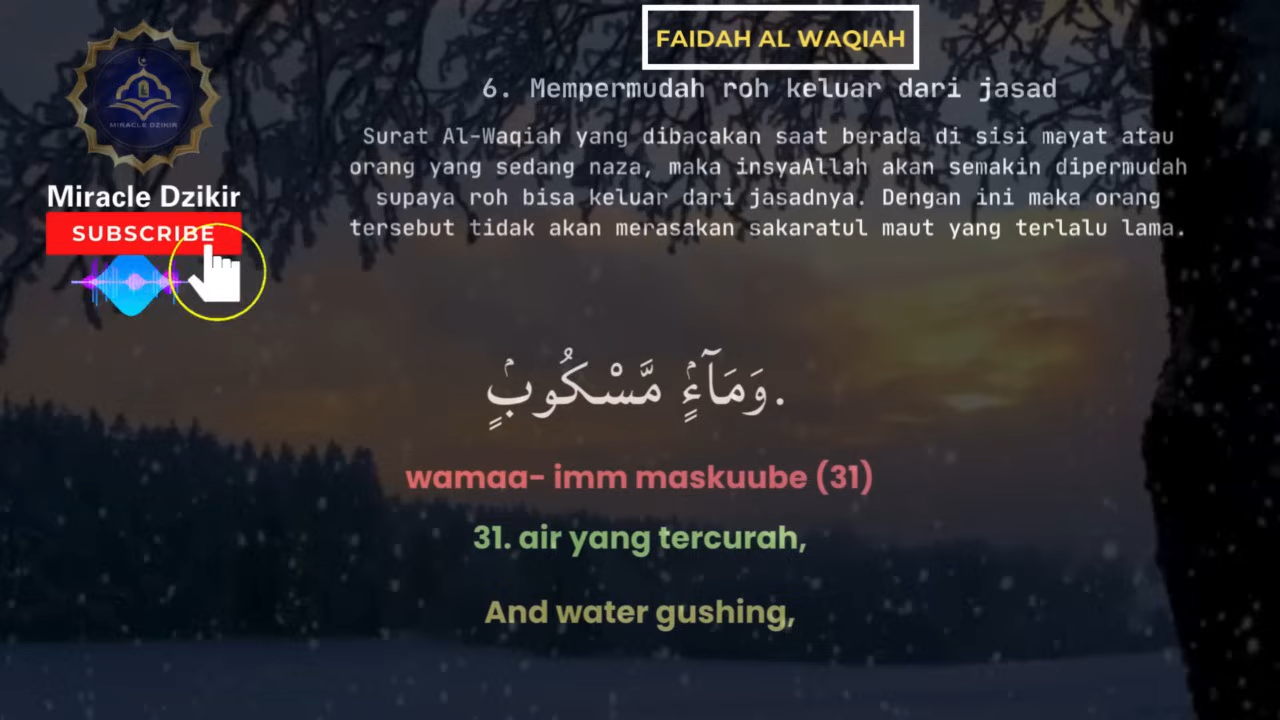 FAIDAH AL WAQIAH
6. Mempermudah roh keluar dari jasad
Surat Al-Waqiah yang dibacakan saat berada di sisi mayat atau
orang yang sedang naza, maka insyaAllah akan semakin dipermudah
supaya roh bisa keluar dari jasadnya. Dengan ini maka orang
tersebut tidak akan merasakan sakaratul maut yang terlalu lama.
MIRACLE DZIKIR
Miracle Dzikir
SUBSCRIBE
.وَمَآءٍۢ مَّسْكُوبٍۢ
wamaa- imm maskuube (31)
31. air yang tercurah,
And water gushing,